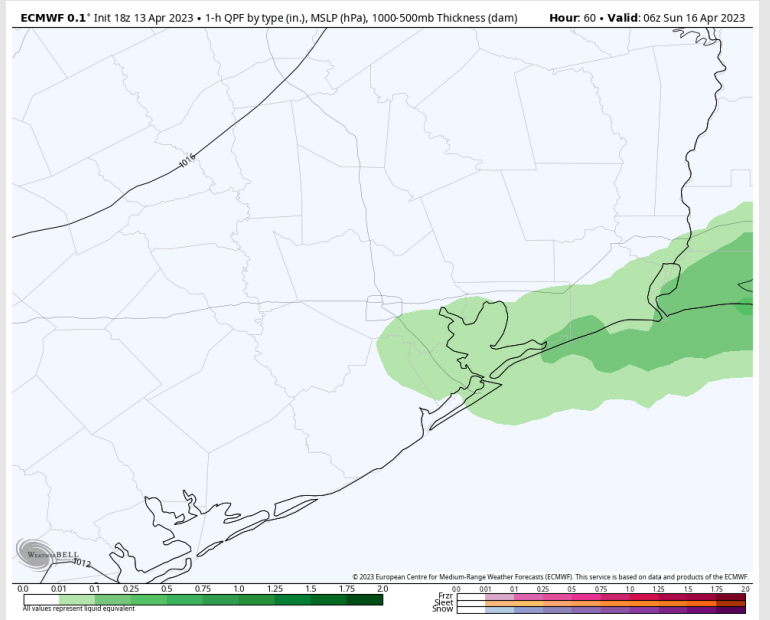 ECMWF 0.1° Init 18z 13 Apr 2023 • 1-h QPF by type (in.), MSLP (hPa), 1000-500mb Thickness (dam) Hour: 60 • Valid: 06z Sun 16 Apr 2023
1016
1012
WEATHERBELL
© 2023 European Centre for Medium-Range Weather Forecasts (ECMWF). This service is based on data and products of the ECMWF.
0.0 0.01 0.1 0.25 0.5 0.75 1.0 1.25 1.5 1.75 2.0
All values represent liquid equivalent
0.0 .001 0.1 0.25 0.5 0.75 1.0 1.25 1.5 1.75 2.0
Frzr
Sleet
Snow